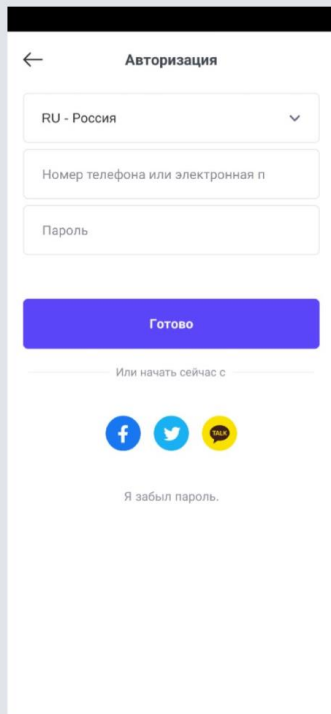 Авторизация
RU - Россия
Номер телефона или электронная п
Пароль
Готово
Или начать сейчас с
TALK
Я забыл пароль.